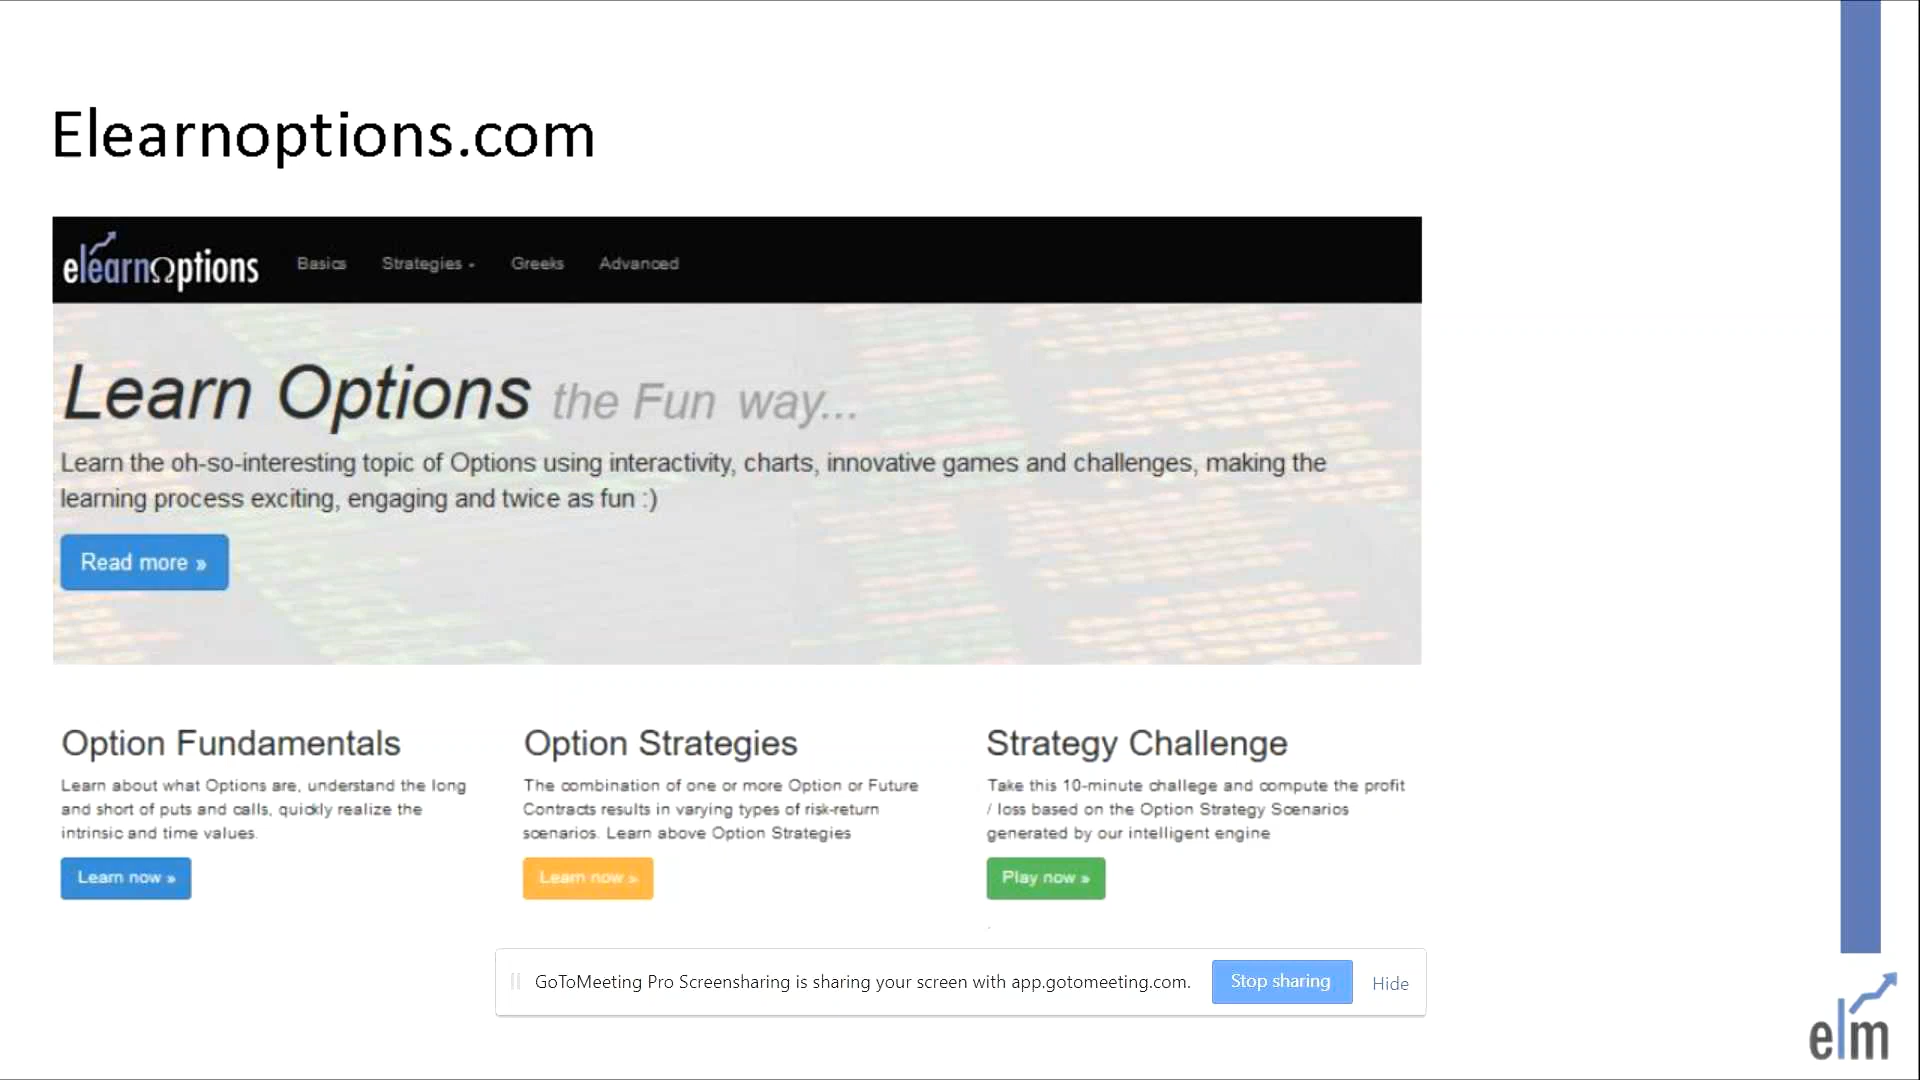 Elearnoptions.com
elearnΩptions Basics Strategies Greeks Advanced
Learn Options the Fun way...
Learn the oh-so-interesting topic of Options using interactivity, charts, innovative games and challenges, making the
learning process exciting, engaging and twice as fun :)
Read more »
Option Fundamentals
Learn about what Options are, understand the long
and short of puts and calls, quickly realize the
intrinsic and time values.
Learn now »
Option Strategies
The combination of one or more Option or Future
Contracts results in varying types of risk-return
scenarios. Learn above Option Strategies
Learn now »
Strategy Challenge
Take this 10-minute challege and compute the profit
/ loss based on the Option Strategy Scenarios
generated by our intelligent engine
Play now »
GoToMeeting Pro Screensharing is sharing your screen with app.gotomeeting.com. Stop sharing Hide
elm